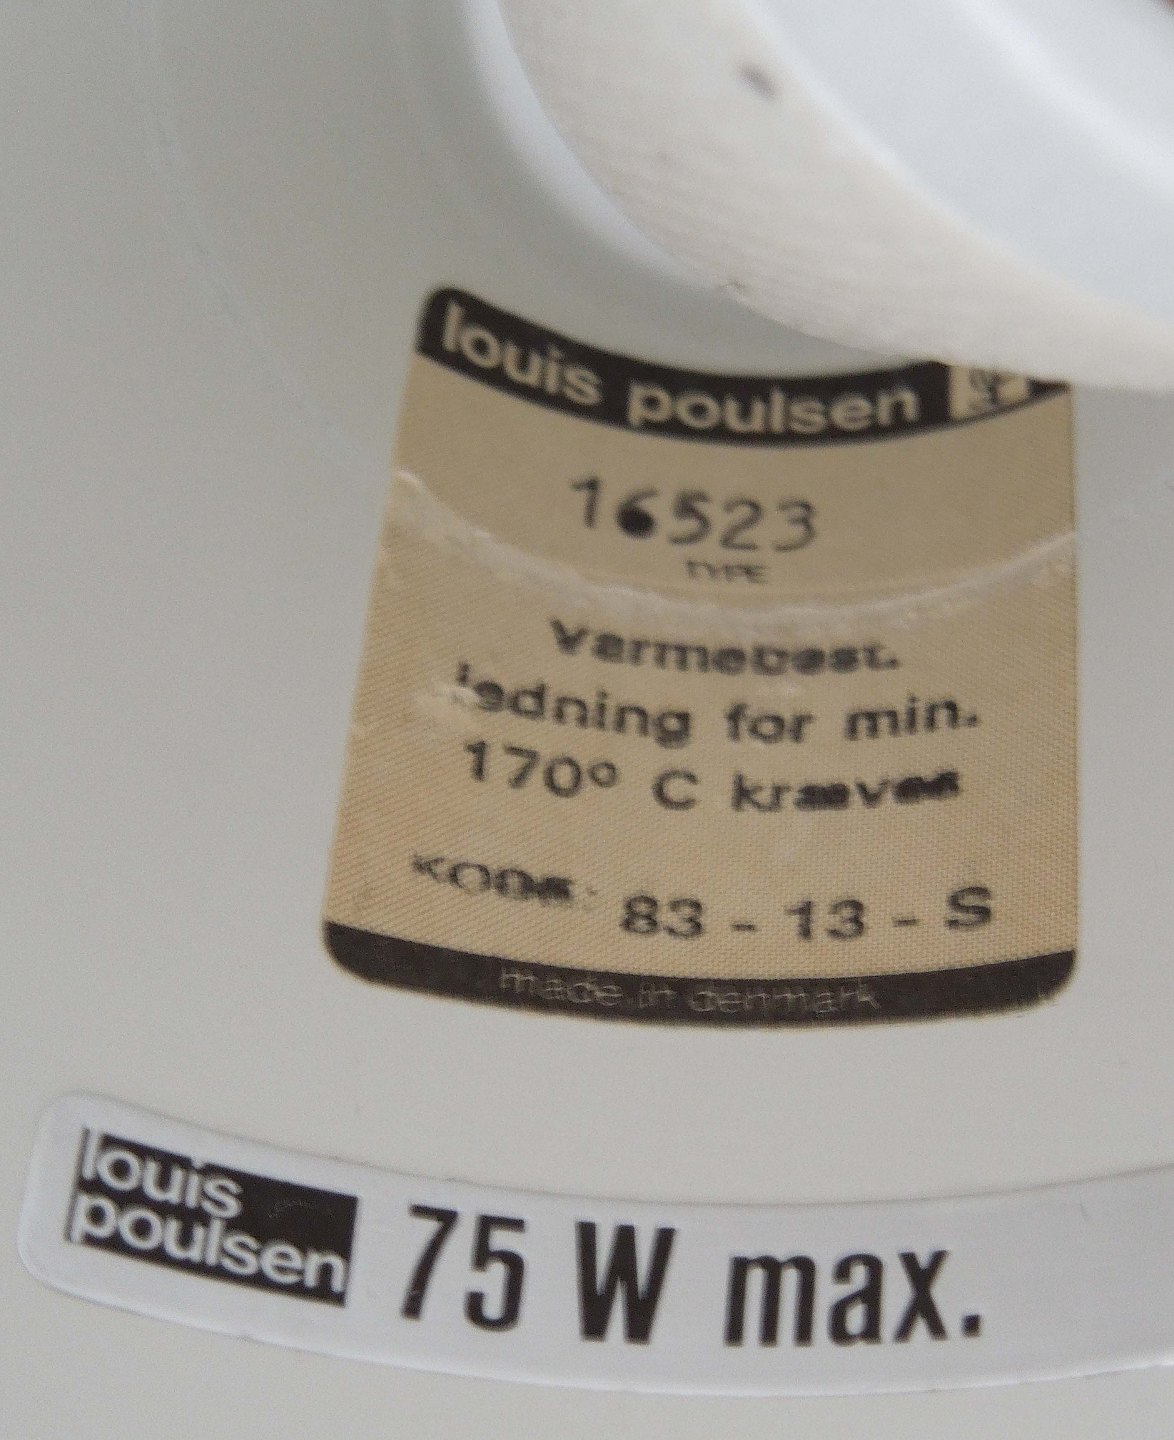 louis poulsen
16523
TYPE
Varmebest.
ledning for min.
170° C kræves
KODE: 83 - 13 - S
made in denmark
louis
poulsen
75 W max.